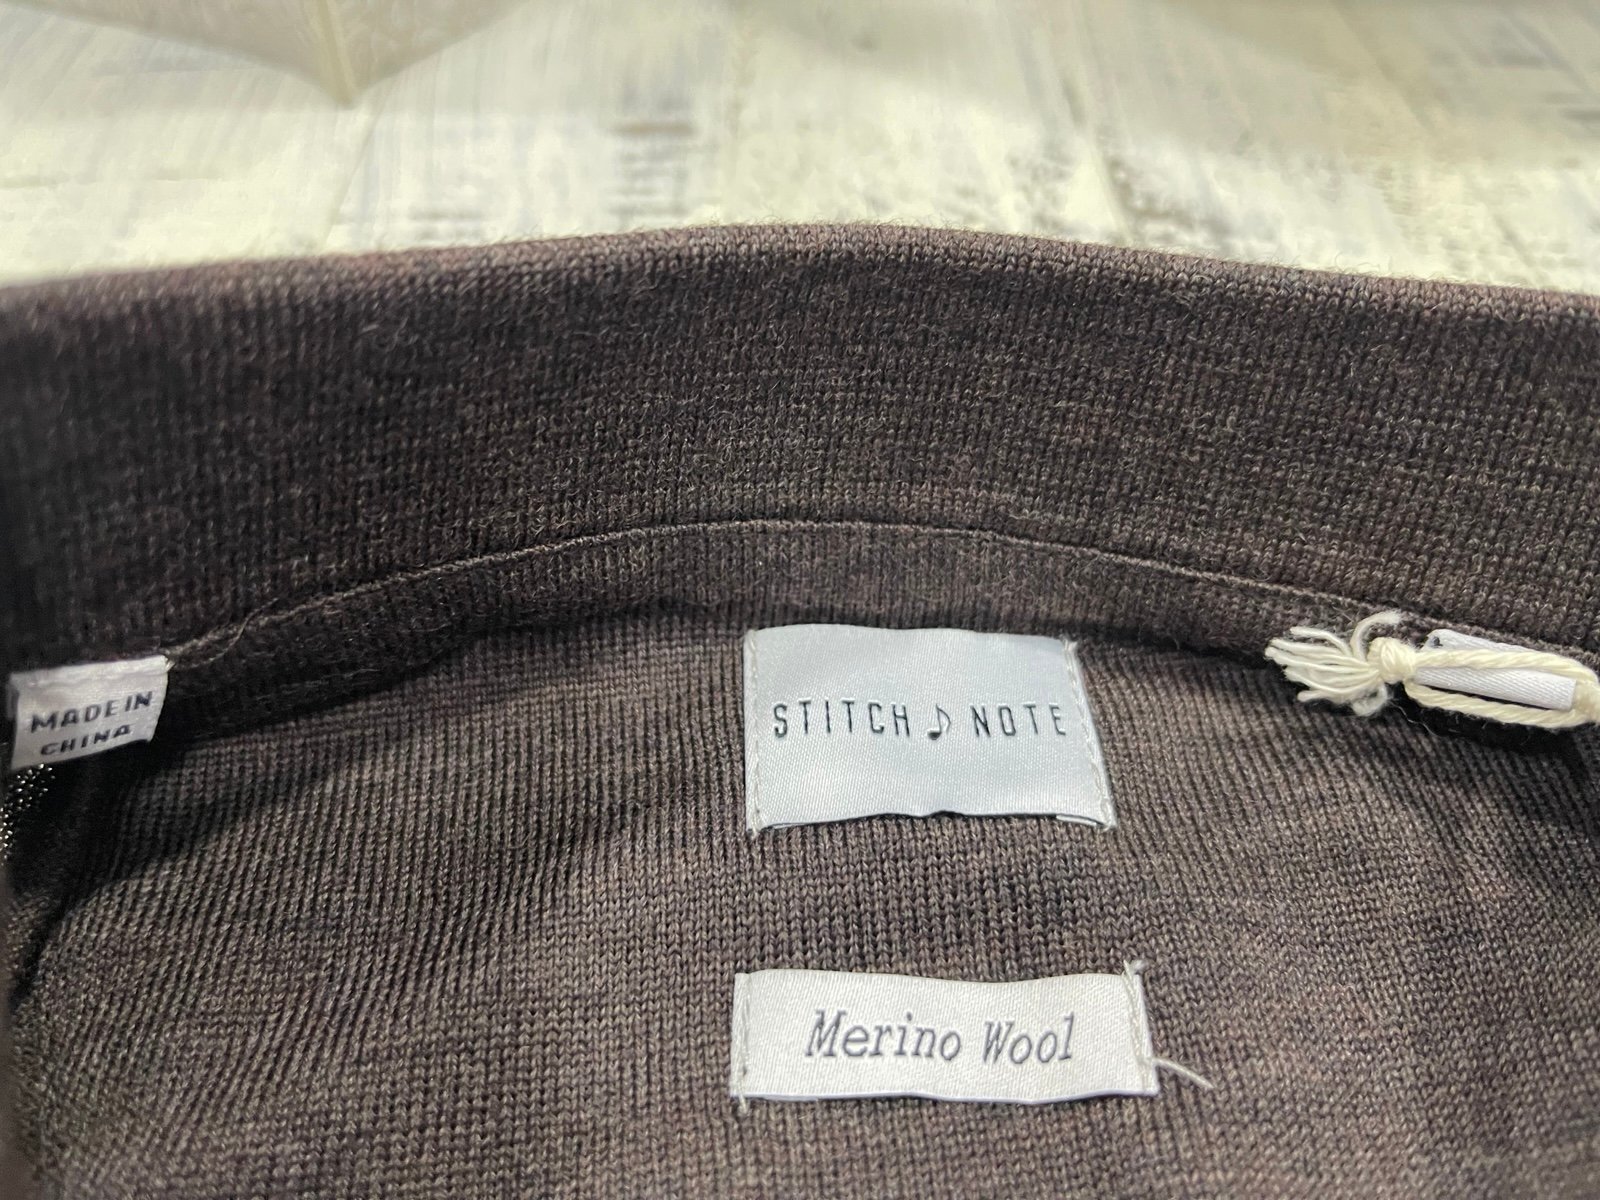 MADE IN
CHINA
STITCH ♪ NOTE
Merino Wool